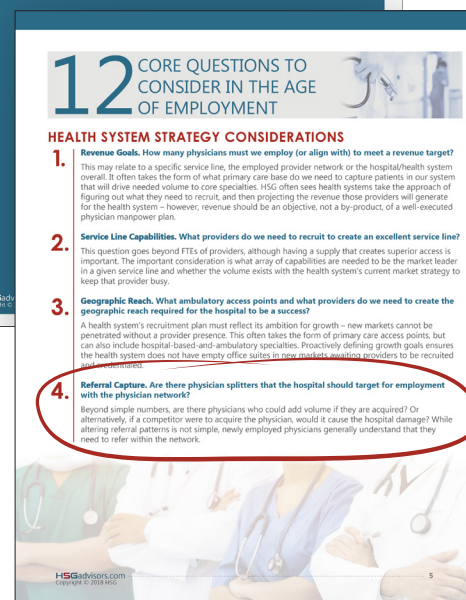 12 CORE QUESTIONS TO
CONSIDER IN THE AGE
OF EMPLOYMENT
HEALTH SYSTEM STRATEGY CONSIDERATIONS
1. Revenue Goals. How many physicians must we employ (or align with) to meet a revenue target?
This may relate to a specific service line, the employed provider network or the hospital/health system
overall. It often takes the form of what primary care base do we need to capture patients in our system
that will drive needed volume to core specialties. HSG often sees health systems take the approach of
figuring out what they need to recruit, and then projecting the revenue those providers will generate
for the health system – however, revenue should be an objective, not a by-product, of a well-executed
physician manpower plan.
2. Service Line Capabilities. What providers do we need to recruit to create an excellent service line?
This question goes beyond FTEs of providers, although having a supply that creates superior access is
important. The important consideration is what array of capabilities are needed to be the market leader
in a given service line and whether the volume exists with the health system's current market strategy to
keep that provider busy.
3. Geographic Reach. What ambulatory access points and what providers do we need to create the
geographic reach required for the hospital to be a success?
A health system's recruitment plan must reflect its ambition for growth – new markets cannot be
penetrated without a provider presence. This often takes the form of primary care access points, but
can also include hospital-based-and-ambulatory specialties. Proactively defining growth goals ensures
the health system does not have empty office suites in new markets awaiting providers to be recruited
and credentialed.
4. Referral Capture. Are there physician splitters that the hospital should target for employment
with the physician network?
Beyond simple numbers, are there physicians who could add volume if they are acquired? Or
alternatively, if a competitor were to acquire the physician, would it cause the hospital damage? While
altering referral patterns is not simple, newly employed physicians generally understand that they
need to refer within the network.
HSGadvisors.com
Copyright © 2018 HSG
5